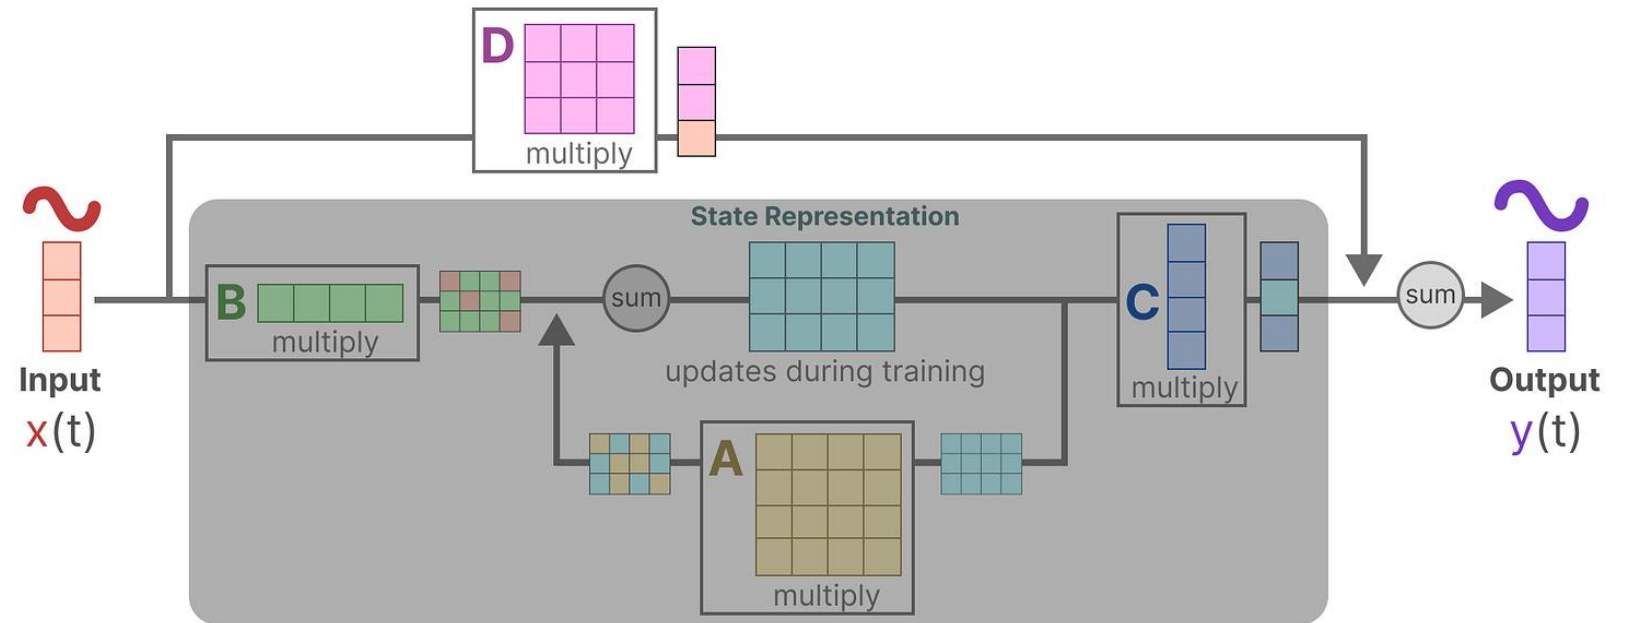 D
multiply
State Representation
B
multiply
sum
updates during training
C
multiply
sum
Input
x(t)
Output
y(t)
A
multiply